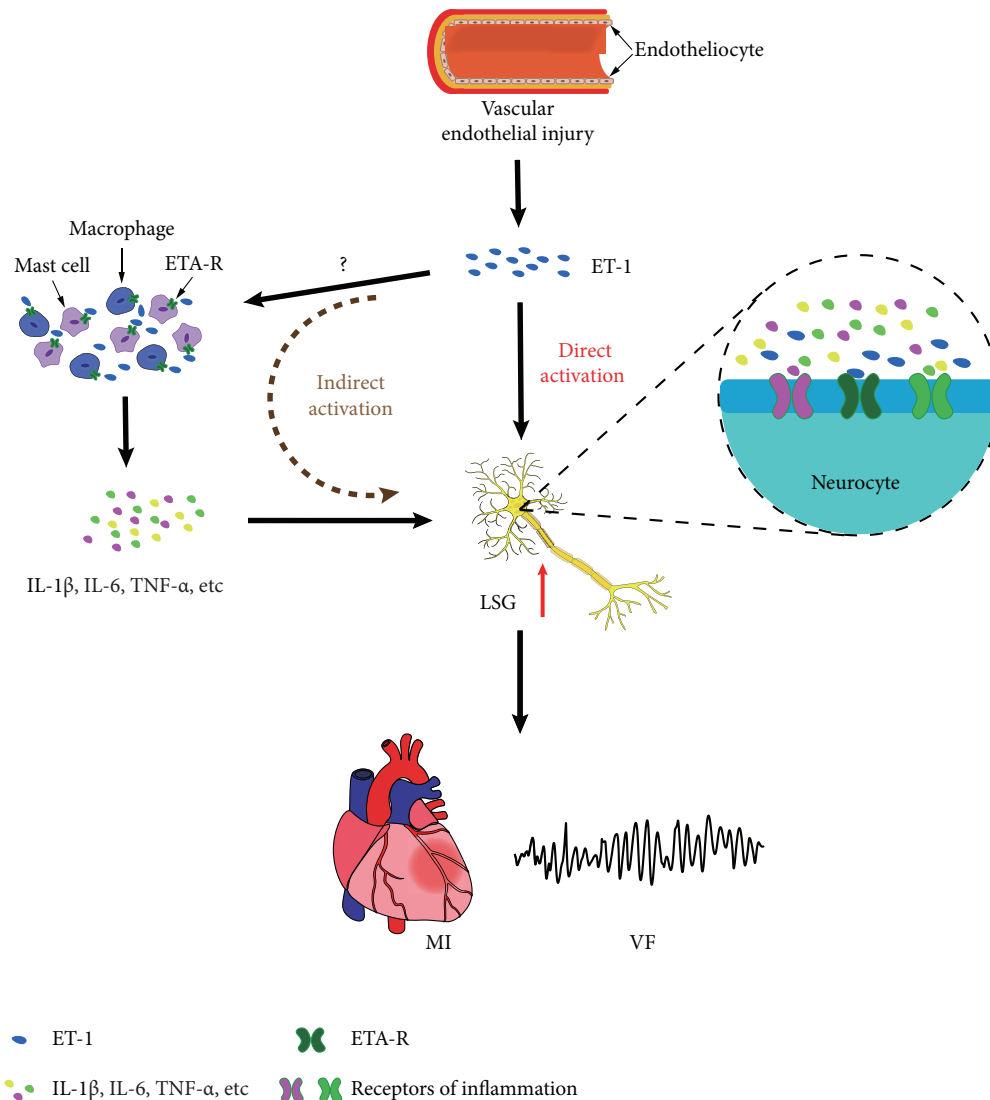 Endotheliocyte
Vascular
endothelial injury
Macrophage
Mast cell
ETA-R
?
ET-1
Direct
activation
Indirect
activation
Neurocyte
IL-1β, IL-6, TNF-α, etc
LSG
MI
VF
ET-1
ETA-R
IL-1β, IL-6, TNF-α, etc
Receptors of inflammation